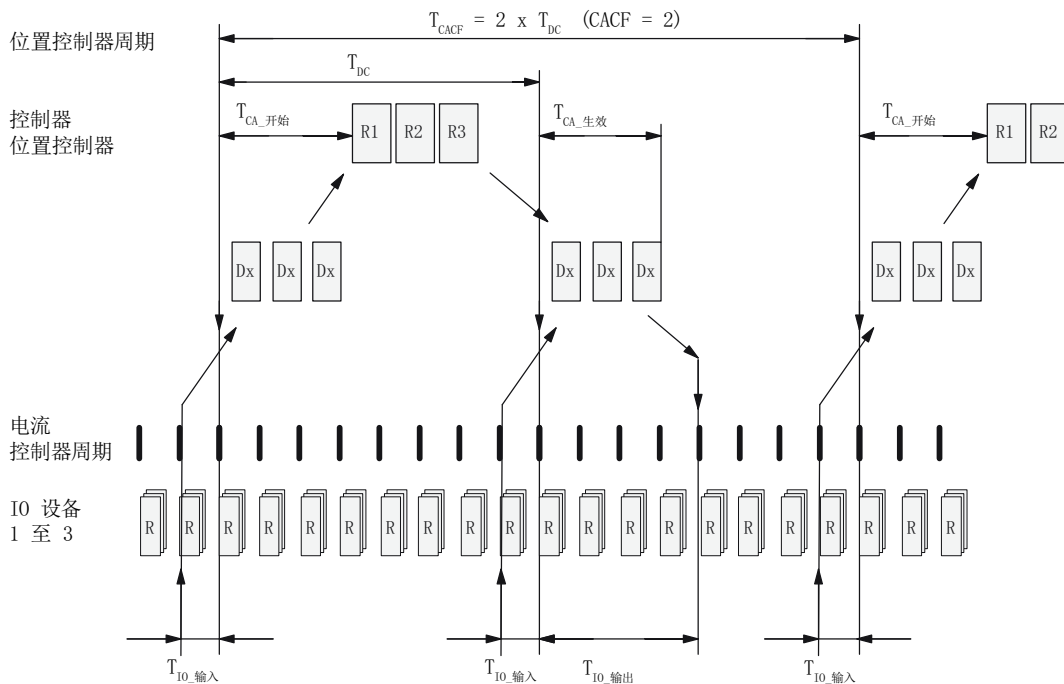 T_CACF = 2 x T_DC (CACF = 2)
位置控制器周期
T_DC
控制器
位置控制器
T_CA_开始
R1 R2 R3
T_CA_生效
T_CA_开始
R1 R2
Dx Dx Dx
Dx Dx Dx
Dx Dx Dx
电流
控制器周期
IO 设备
1 至 3
R R R R R R R R R R R R R R R R R R R R R
T_IO_输入
T_IO_输入
T_IO_输出
T_IO_输入